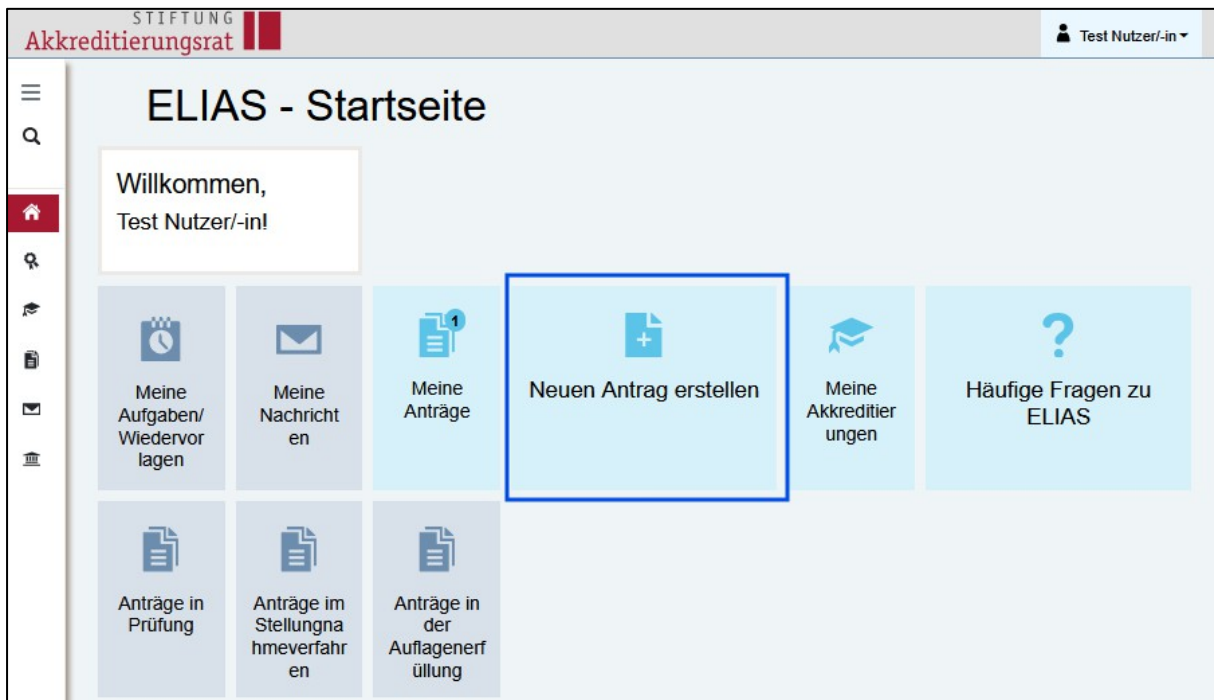 STIFTUNG
Akkreditierungsrat
Test Nutzer/-in
ELIAS - Startseite
Willkommen,
Test Nutzer/-in!
Meine
Aufgaben/
Wiedervor
lagen
Meine
Nachricht
en
1
Meine
Anträge
Neuen Antrag erstellen
Meine
Akkreditier
ungen
?
Häufige Fragen zu
ELIAS
Anträge in
Prüfung
Anträge im
Stellungna
hmeverfahr
en
Anträge in
der
Auflagenerf
üllung